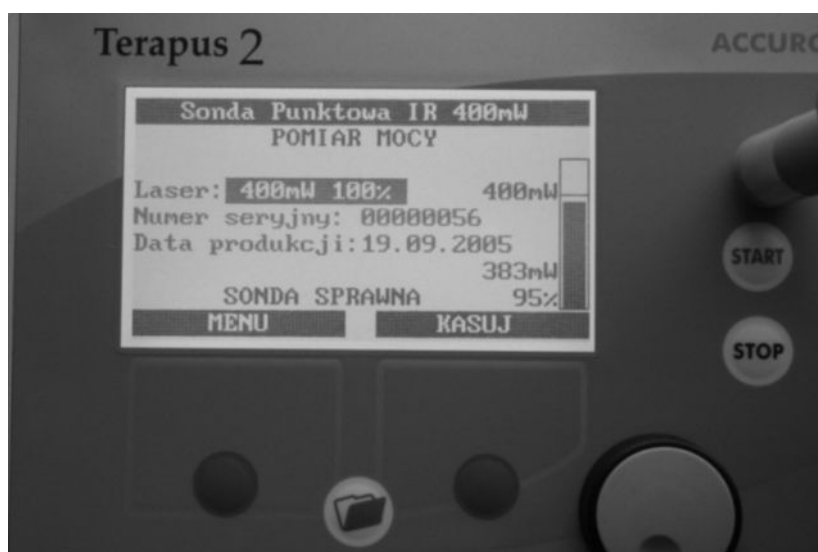 Terapus 2
ACCURO
Sonda Punktowa IR 400mW
POMIAR MOCY
Laser: 400mW 100% 400mW
Numer seryjny: 00000056
Data produkcji:19.09.2005
383mW
SONDA SPRAWNA 95%
MENU KASUJ
START
STOP